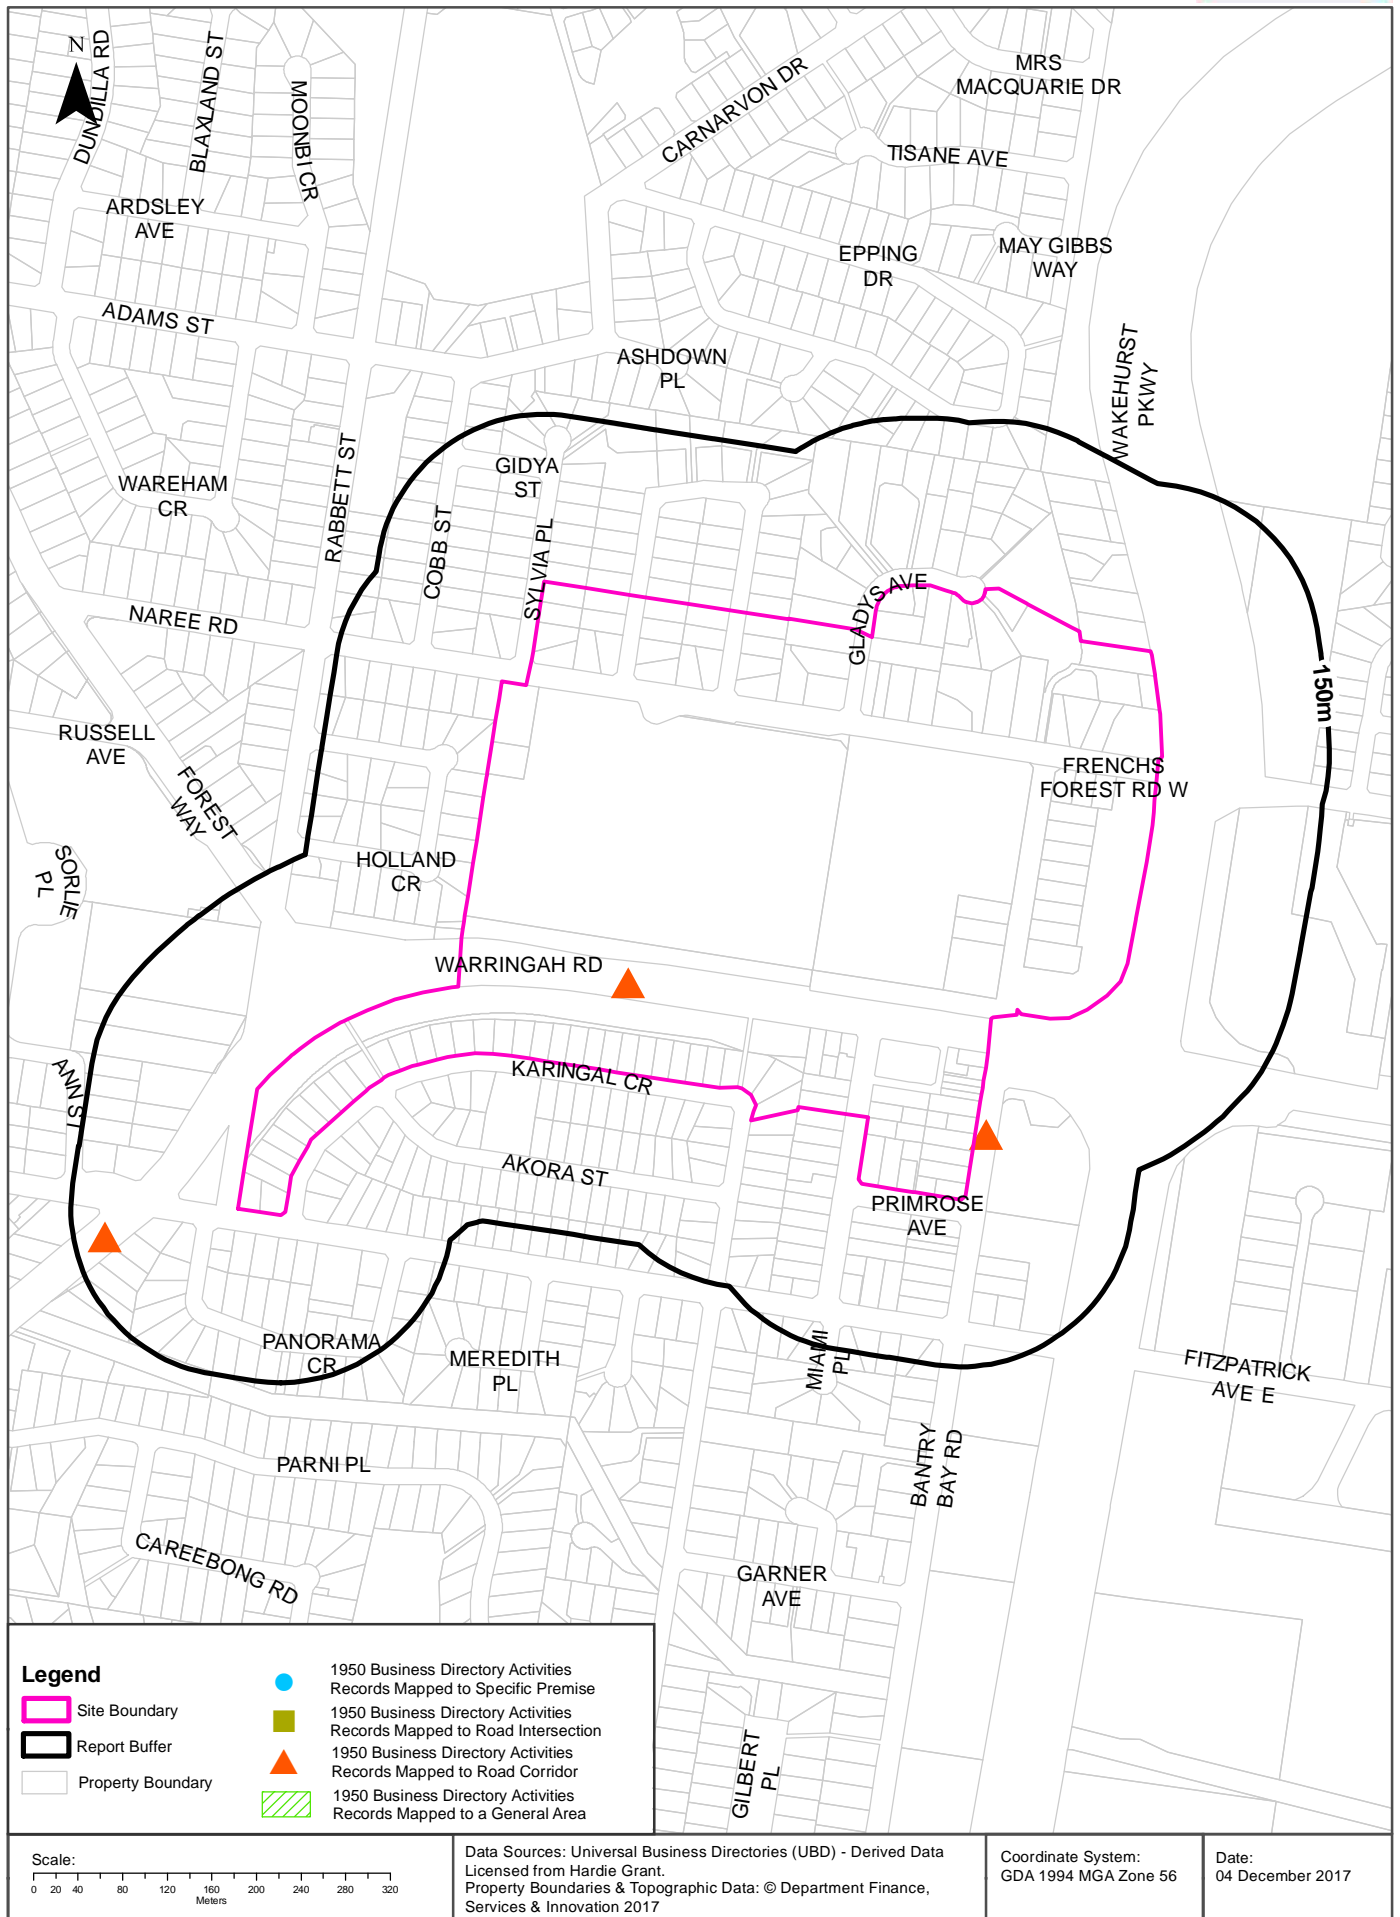 N
DUNDILLA RD
BLAXLAND ST
MOONBI CR
CARNARVON DR
MRS
MACQUARIE DR
TISANE AVE
ARDSLEY
AVE
EPPING
DR
MAY GIBBS
WAY
ADAMS ST
ASHDOWN
PL
WAKEHURST
PKWY
WAREHAM
CR
RABBETT ST
GIDYA
ST
COBB ST
SYLVIA PL
GLADYS AVE
NAREE RD
150m
RUSSELL
AVE
FOREST
WAY
FRENCHS
FOREST RD W
SORLIE
PL
HOLLAND
CR
WARRINGAH RD
ANN ST
KARINGAL CR
AKORA ST
PRIMROSE
AVE
PANORAMA
CR
MEREDITH
PL
MIAMI
PL
FITZPATRICK
AVE E
BANTRY
BAY RD
PARNI PL
CAREEBONG RD
GARNER
AVE
GILBERT
PL
Legend
Site Boundary
Report Buffer
Property Boundary
1950 Business Directory Activities
Records Mapped to Specific Premise
1950 Business Directory Activities
Records Mapped to Road Intersection
1950 Business Directory Activities
Records Mapped to Road Corridor
1950 Business Directory Activities
Records Mapped to a General Area
Scale:
0 20 40 80 120 160 200 240 280 320
Meters
Data Sources: Universal Business Directories (UBD) - Derived Data
Licensed from Hardie Grant.
Property Boundaries & Topographic Data: © Department Finance,
Services & Innovation 2017
Coordinate System:
GDA 1994 MGA Zone 56
Date:
04 December 2017